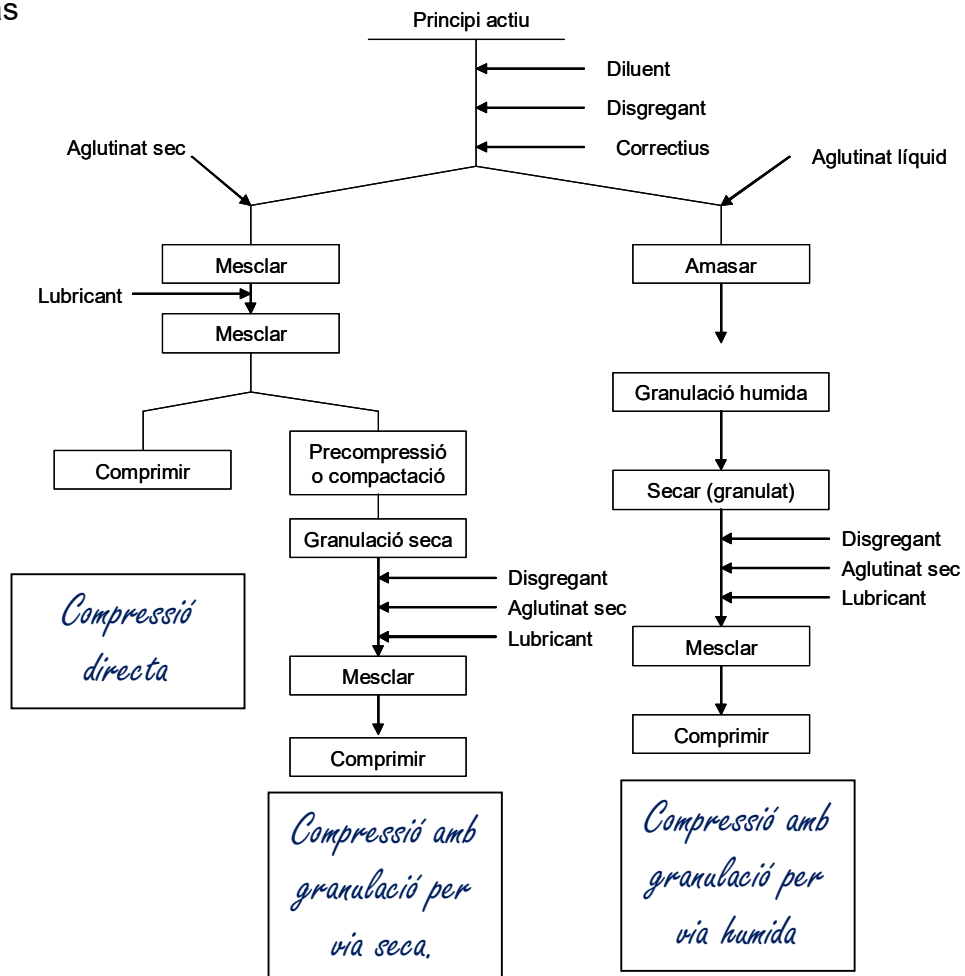 Principi actiu
Diluent
Disgregant
Correctius
Aglutinat sec
Aglutinat líquid
Mesclar
Lubricant
Mesclar
Comprimir
Precompressió
o compactació
Granulació seca
Disgregant
Aglutinat sec
Lubricant
Mesclar
Comprimir
Amasar
Granulació humida
Secar (granulat)
Disgregant
Aglutinat sec
Lubricant
Mesclar
Comprimir
Compressió
directa
Compressió amb
granulació per
via seca.
Compressió amb
granulació per
via humida